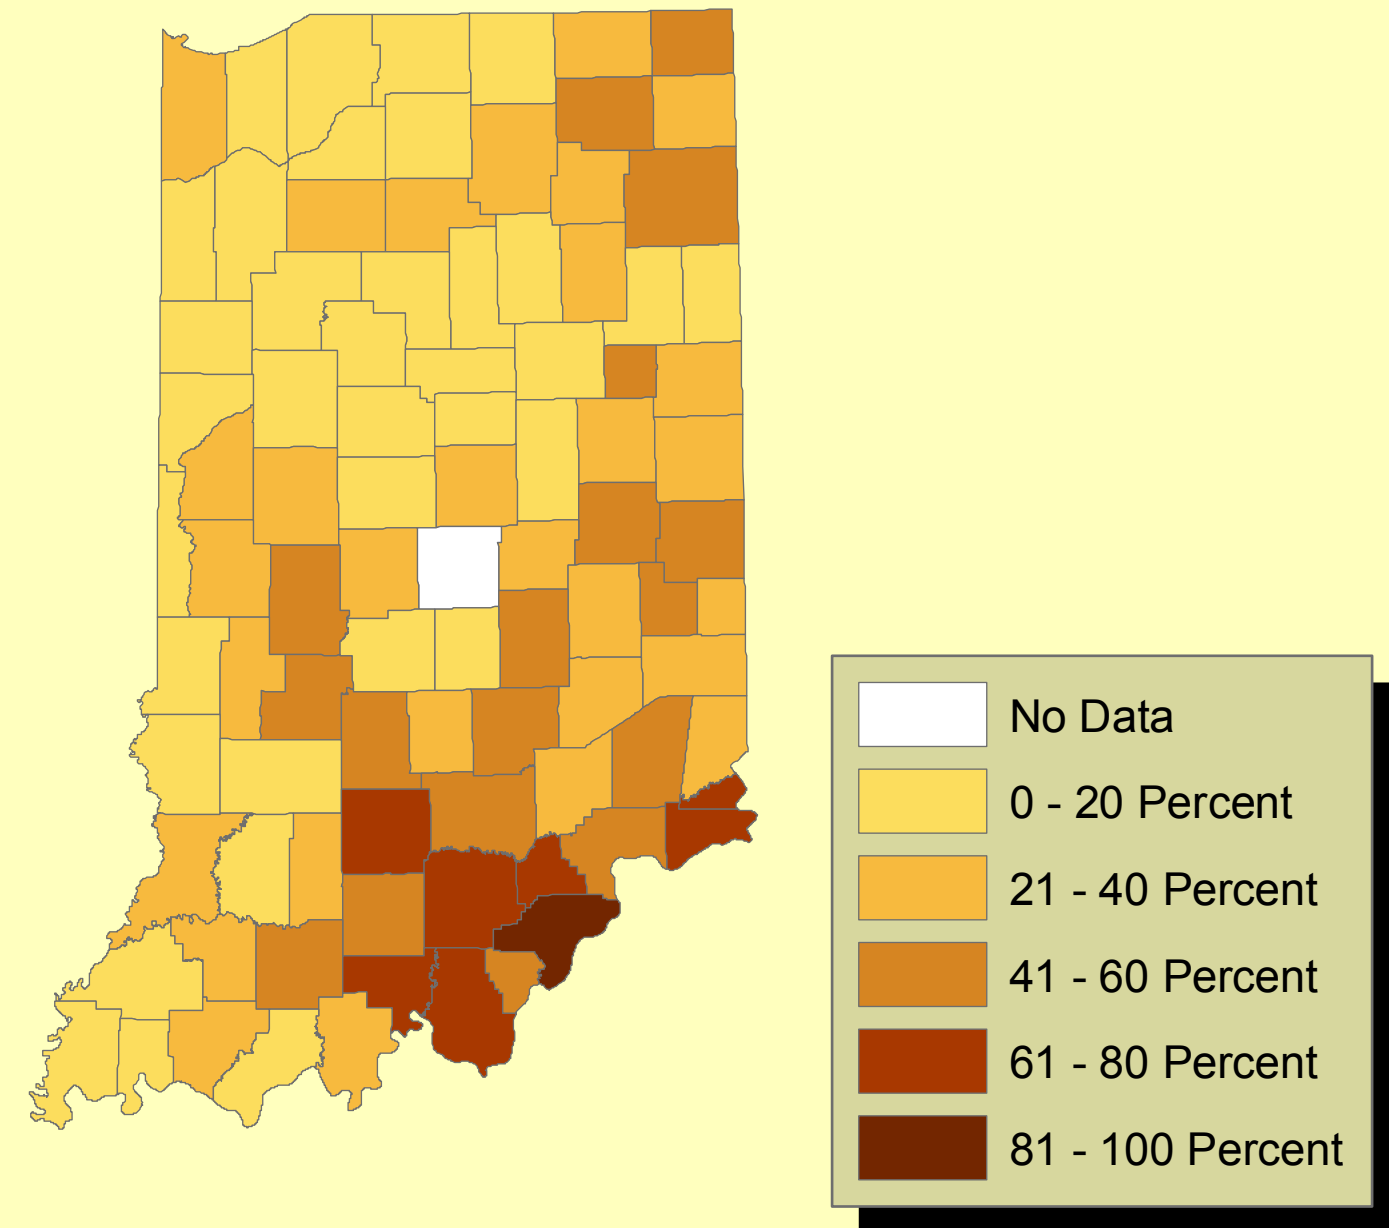 No Data
0 - 20 Percent
21 - 40 Percent
41 - 60 Percent
61 - 80 Percent
81 - 100 Percent